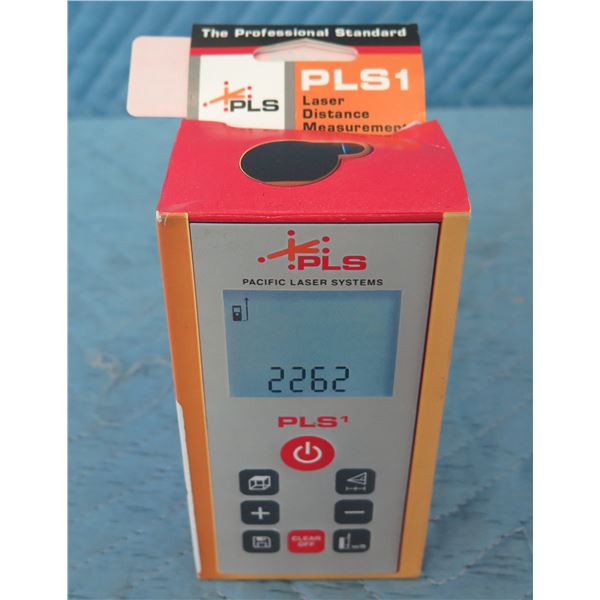 The Professional Standard
PLS
PLS1
Laser
Distance
Measurement
PLS
PACIFIC LASER SYSTEMS
2262
PLS1
CLEAR
OFF